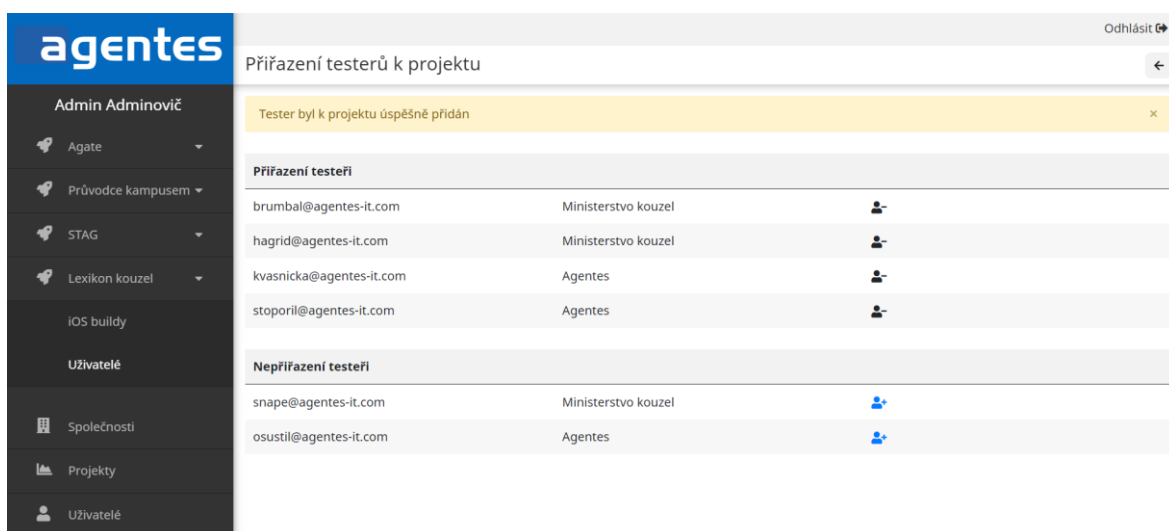 agentes
Odhlásit
Přiřazení testerů k projektu
Admin Adminovič
Tester byl k projektu úspěšně přidán ×
Agate
Průvodce kampusem
STAG
Lexikon kouzel
iOS buildy
Uživatelé
Společnosti
Projekty
Uživatelé
Přiřazení testeři
brumbal@agentes-it.com Ministerstvo kouzel
hagrid@agentes-it.com Ministerstvo kouzel
kvasnicka@agentes-it.com Agentes
stoporil@agentes-it.com Agentes
Nepřiřazení testeři
snape@agentes-it.com Ministerstvo kouzel
osustil@agentes-it.com Agentes